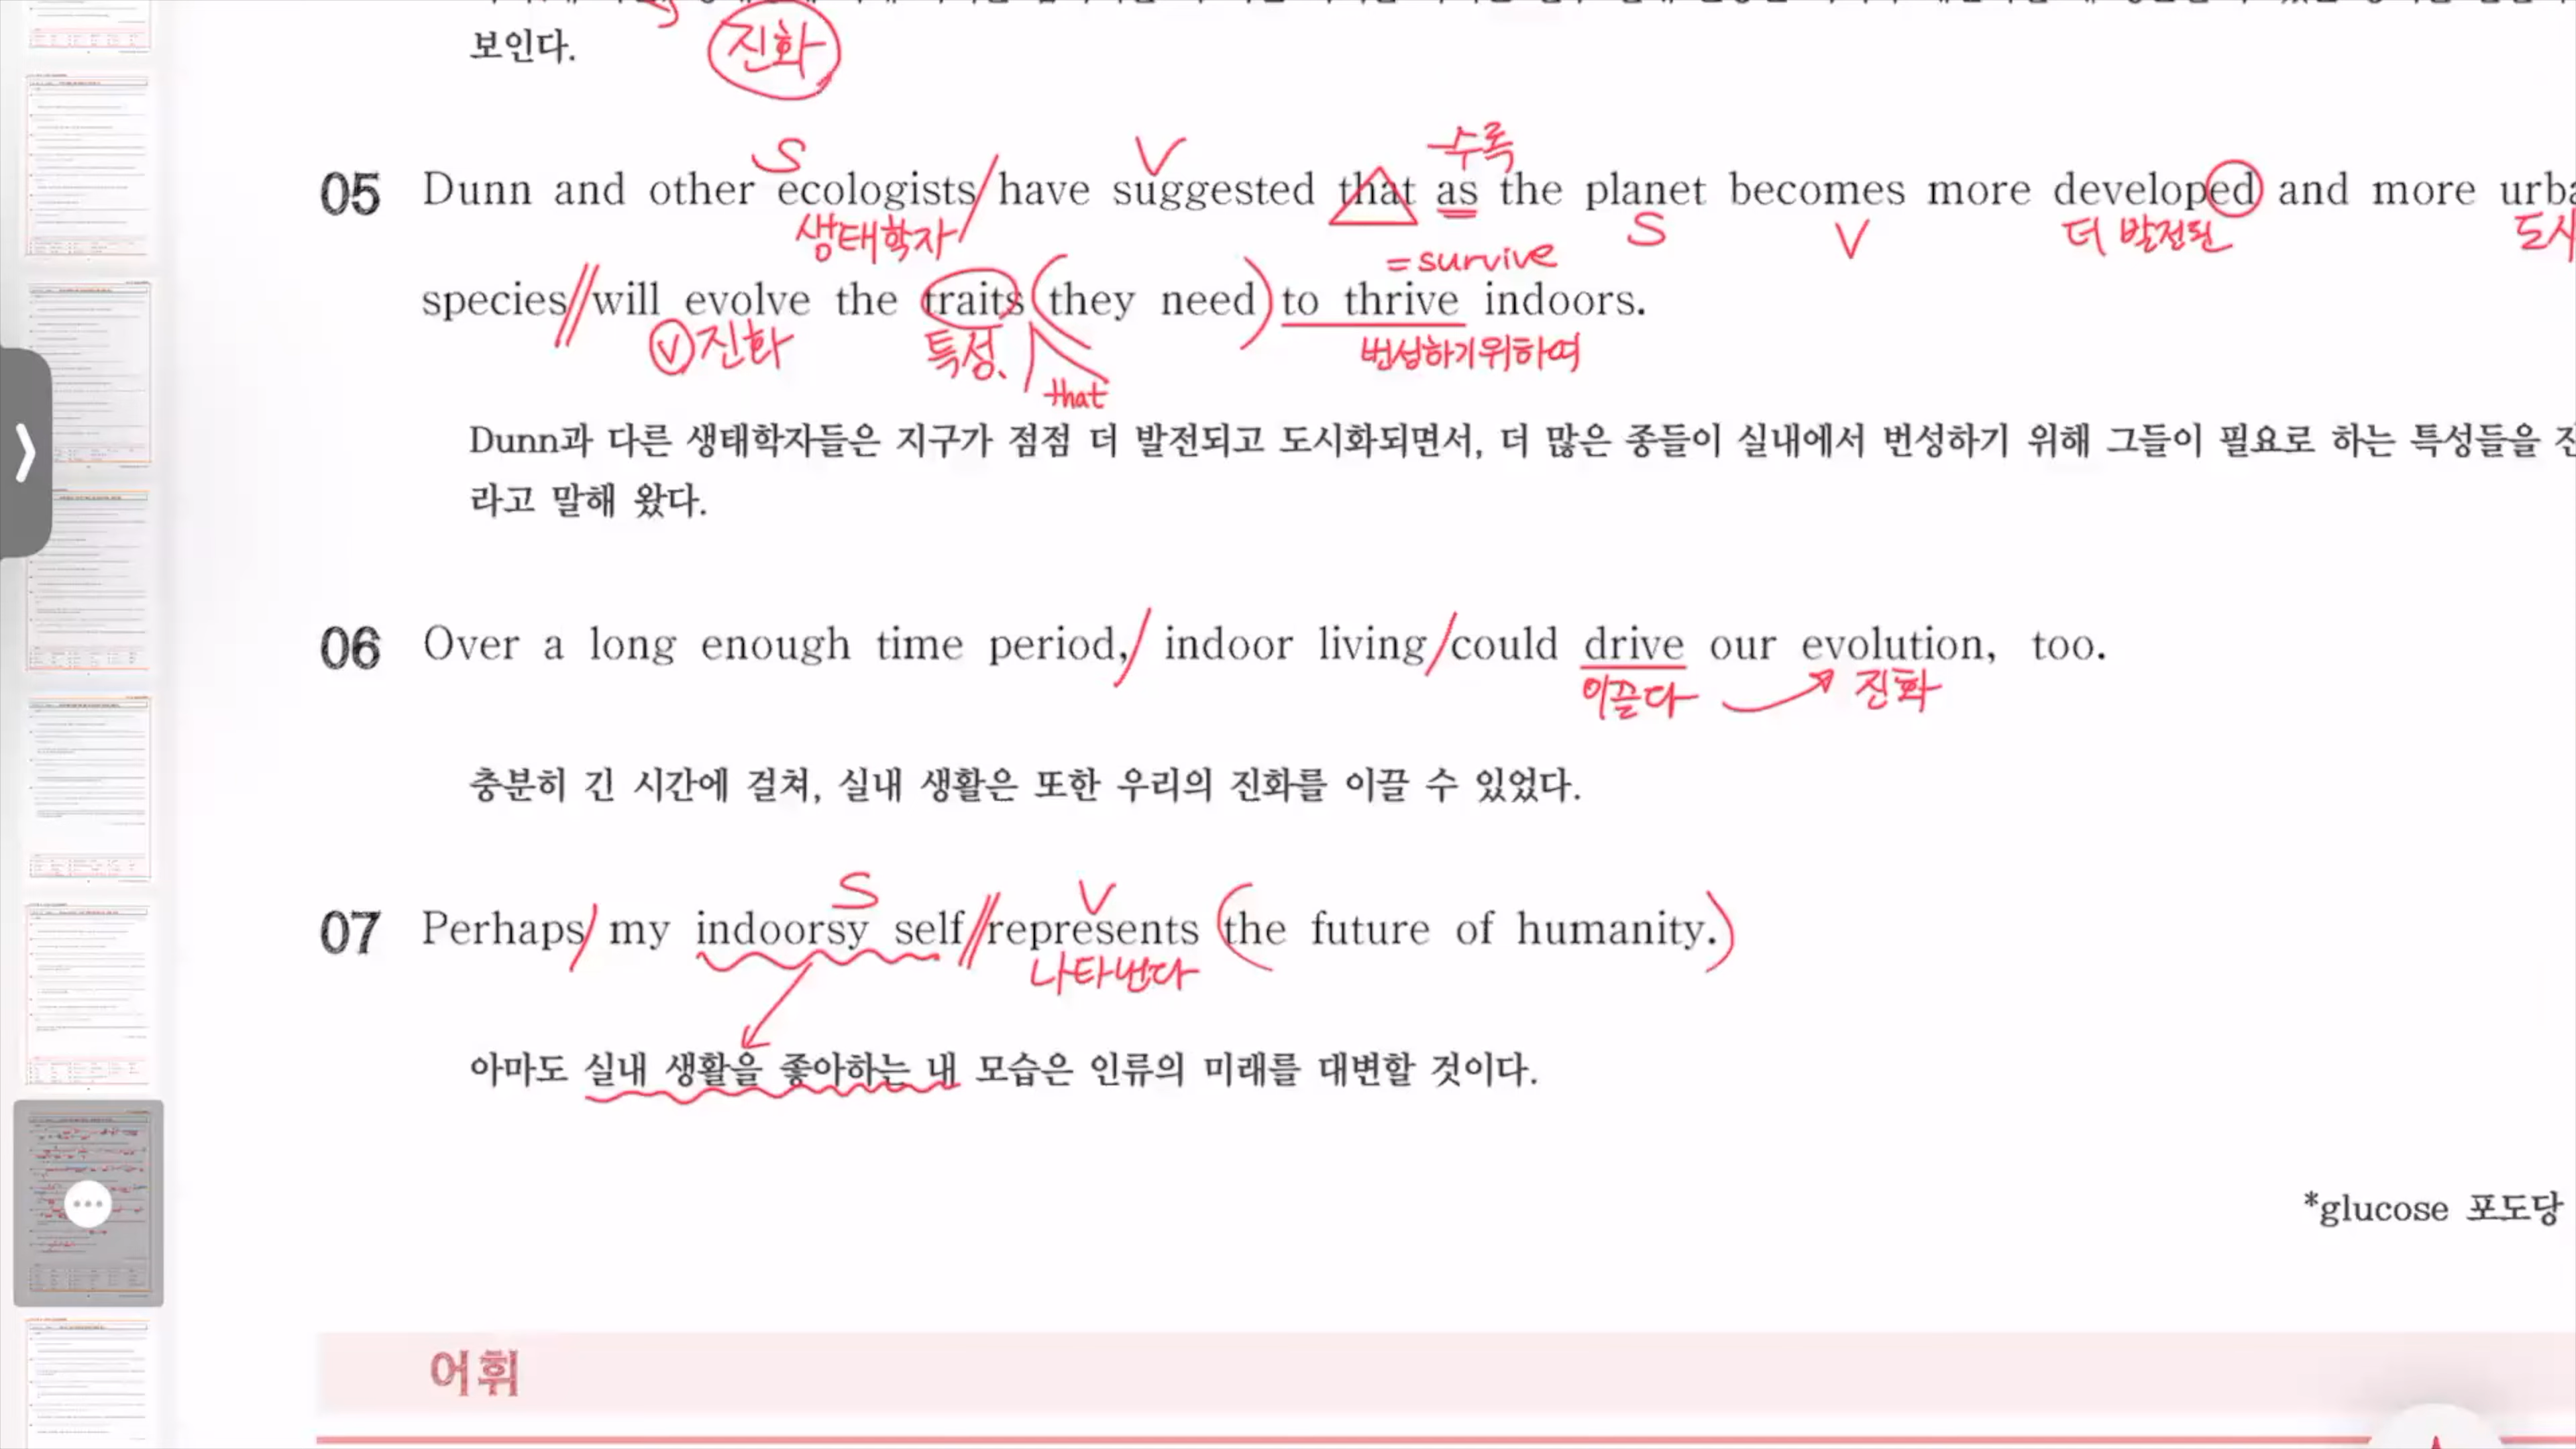 보인다.
진화
S V -수록
05 Dunn and other ecologists have suggested that as the planet becomes more developed and more
생태학자 S V 더 발전된
= survive
species will evolve the traits (they need) to thrive indoors.
V 진화 특성 번성하기위하여
that
Dunn과 다른 생태학자들은 지구가 점점 더 발전되고 도시화되면서, 더 많은 종들이 실내에서 번성하기 위해 그들이 필요로 하는 특성들을
라고 말해 왔다.
06 Over a long enough time period, indoor living could drive our evolution, too.
이끌다 진화
충분히 긴 시간에 걸쳐, 실내 생활은 또한 우리의 진화를 이끌 수 있었다.
S V
07 Perhaps my indoorsy self represents (the future of humanity.)
나타낸다
아마도 실내 생활을 좋아하는 내 모습은 인류의 미래를 대변할 것이다.
*glucose 포도당
어휘